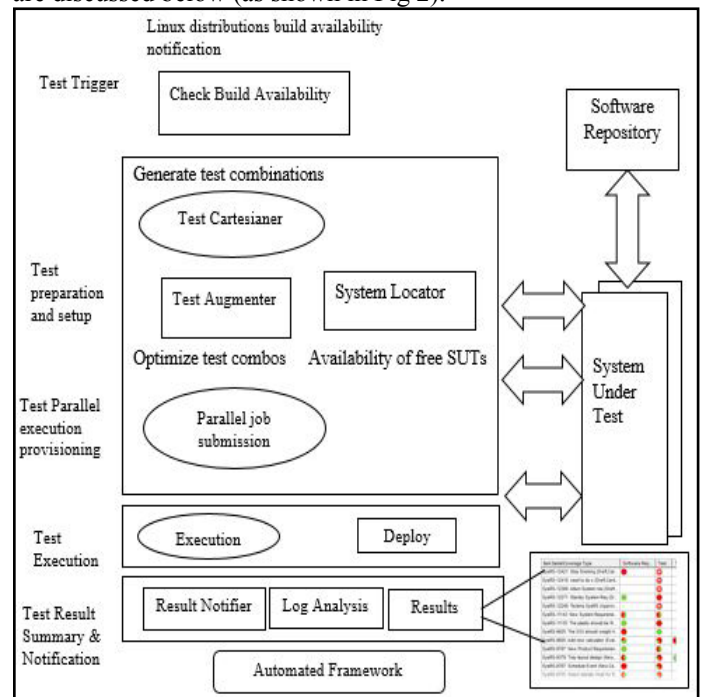 are discussed below (as shown in Fig 2).
Linux distributions build availability
notification
Test Trigger
Check Build Availability
Software
Repository
Generate test combinations
Test Cartesianer
Test
preparation
and setup
Test Augmenter
System Locator
Optimize test combos
Availability of free SUTs
System
Under
Test
Test Parallel
execution
provisioning
Parallel job
submission
Test
Execution
Execution
Deploy
Test Result
Summary &
Notification
Result Notifier
Log Analysis
Results
Automated Framework